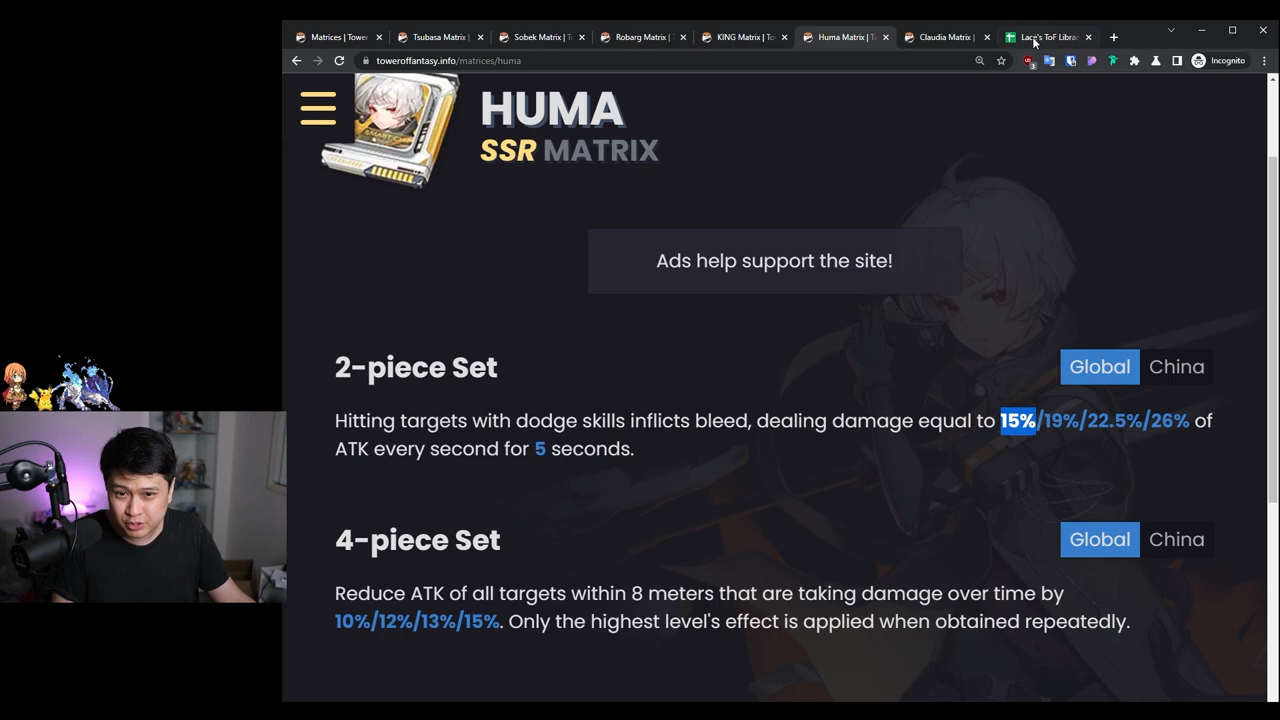 Matrices | Tower
Tsubasa Matrix |
Sobek Matrix | T
Robarg Matrix | T
KING Matrix | To
Huma Matrix | T
Claudia Matrix |
Lace's ToF Librar
toweroffantasy.info/matrices/huma
Incognito
HUMA
SSR MATRIX
Ads help support the site!
2-piece Set
Global
China
Hitting targets with dodge skills inflicts bleed, dealing damage equal to 15%/19%/22.5%/26% of
ATK every second for 5 seconds.
4-piece Set
Global
China
Reduce ATK of all targets within 8 meters that are taking damage over time by
10%/12%/13%/15%. Only the highest level's effect is applied when obtained repeatedly.